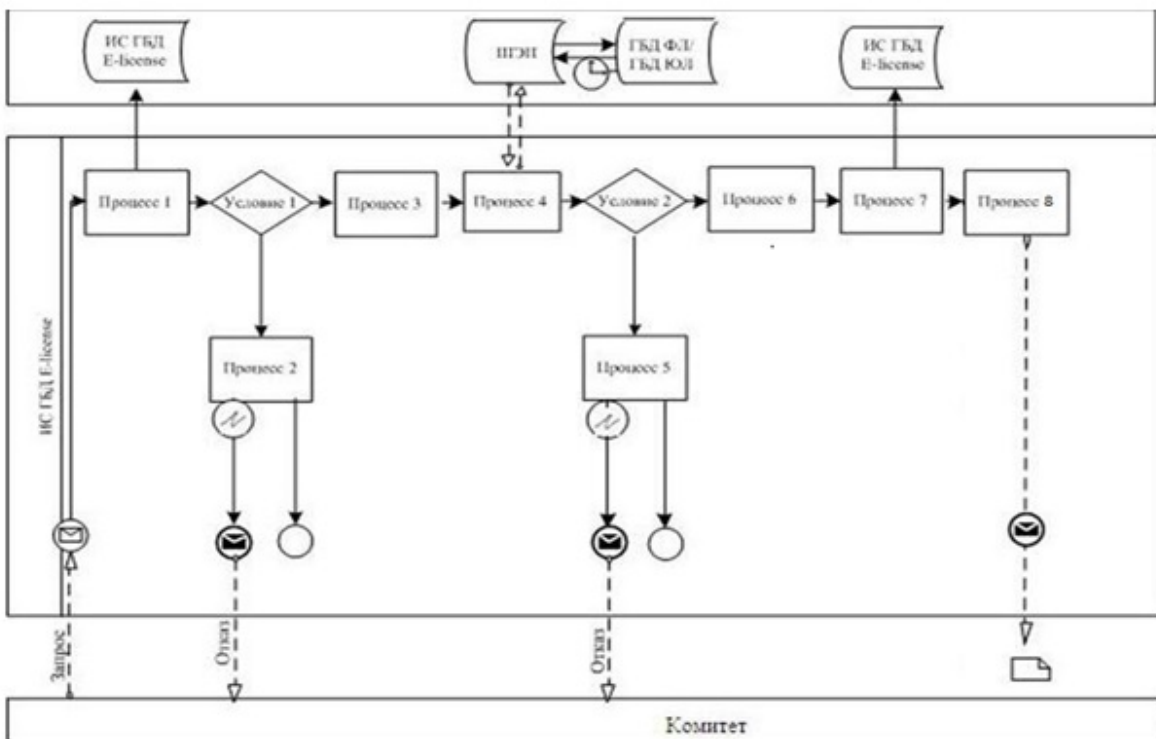 ИС ГБД
E-license
ШЭП
ГБД ФЛ/
ГБД ЮЛ
ИС ГБД
E-license
Процесс 1
Условие 1
Процесс 3
Процесс 4
Условие 2
Процесс 6
Процесс 7
Процесс 8
Процесс 2
Процесс 5
ИС ГБД E-license
Запрос
Отказ
Отказ
Комитет